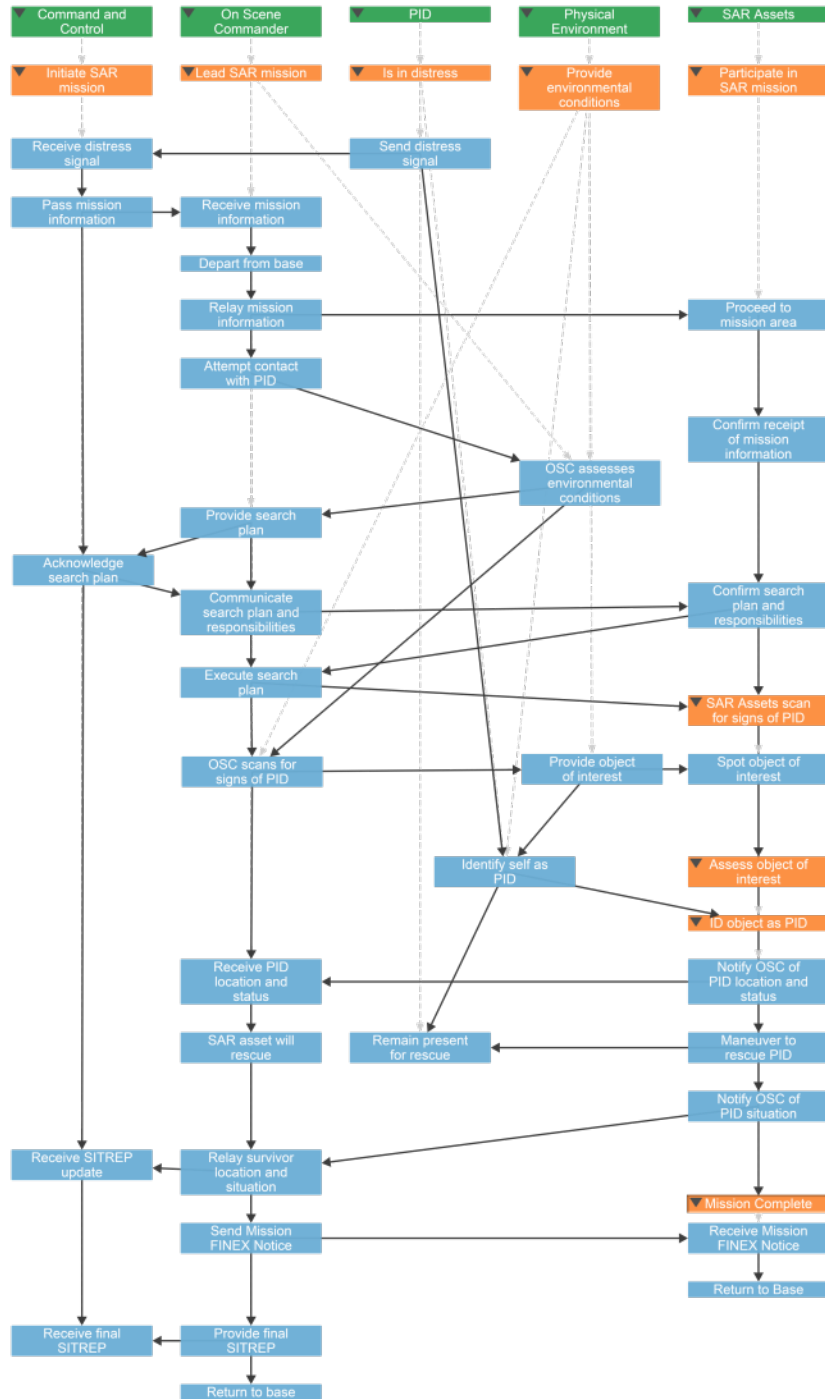 Command and
Control
On Scene
Commander
PID
Physical
Environment
SAR Assets
Initiate SAR
mission
Lead SAR mission
Is in distress
Provide
environmental
conditions
Participate in
SAR mission
Receive distress
signal
Send distress
signal
Pass mission
information
Receive mission
information
Depart from base
Relay mission
information
Proceed to
mission area
Attempt contact
with PID
Confirm receipt
of mission
information
OSC assesses
environmental
conditions
Provide search
plan
Acknowledge
search plan
Communicate
search plan and
responsibilities
Confirm search
plan and
responsibilities
Execute search
plan
SAR Assets scan
for signs of PID
OSC scans for
signs of PID
Provide object
of interest
Spot object of
interest
Identify self as
PID
Assess object of
interest
ID object as PID
Receive PID
location and
status
Notify OSC of
PID location and
status
SAR asset will
rescue
Remain present
for rescue
Maneuver to
rescue PID
Notify OSC of
PID situation
Receive SITREP
update
Relay survivor
location and
situation
Mission Complete
Send Mission
FINEX Notice
Receive Mission
FINEX Notice
Return to Base
Receive final
SITREP
Provide final
SITREP
Return to base